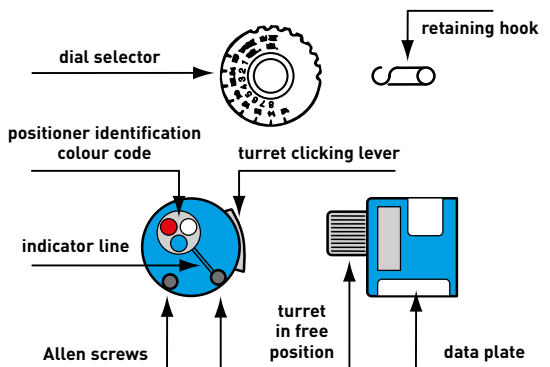 retaining hook
dial selector
positioner identification
colour code
turret clicking lever
indicator line
Allen screws
turret
in free
position
data plate